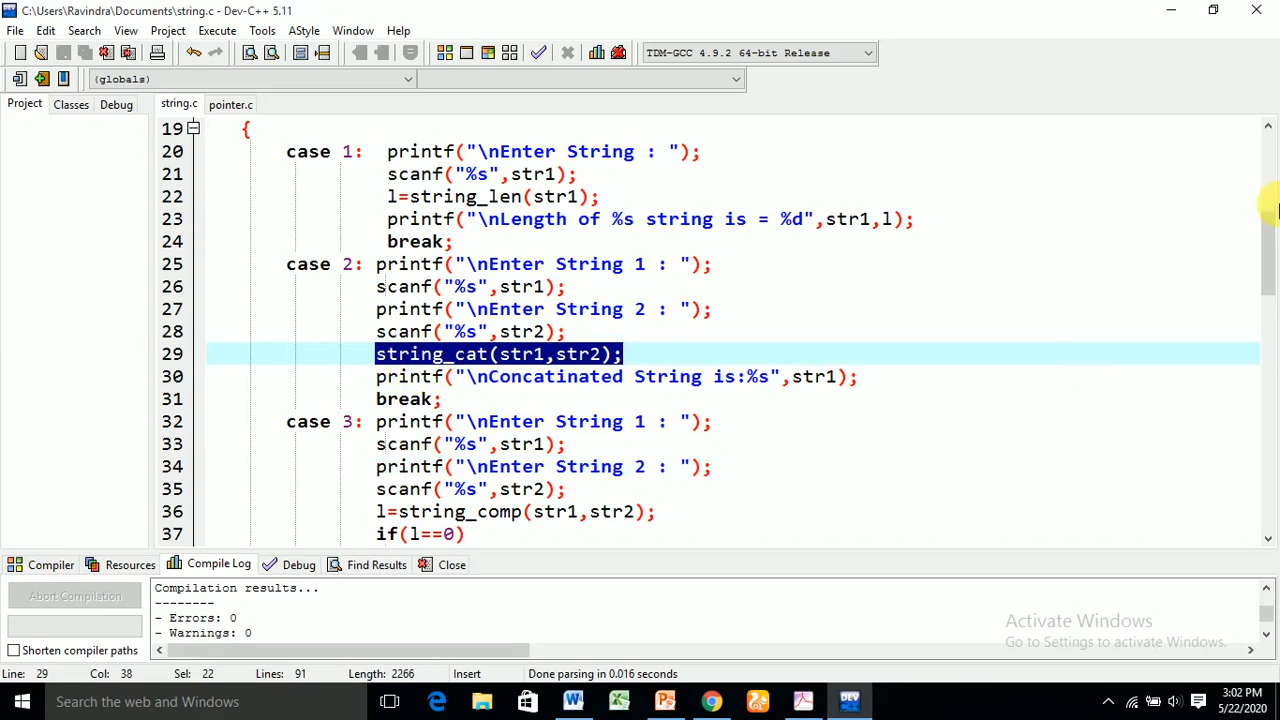 C:\Users\Ravindra\Documents\string.c - Dev-C++ 5.11
File Edit Search View Project Execute Tools AStyle Window Help
TDM-GCC 4.9.2 64-bit Release
(globals)
Project Classes Debug string.c pointer.c
19 {
20 case 1: printf("\nEnter String : ");
21 scanf("%s",str1);
22 l=string_len(str1);
23 printf("\nLength of %s string is = %d",str1,l);
24 break;
25 case 2: printf("\nEnter String 1 : ");
26 scanf("%s",str1);
27 printf("\nEnter String 2 : ");
28 scanf("%s",str2);
29 string_cat(str1,str2);
30 printf("\nConcatinated String is:%s",str1);
31 break;
32 case 3: printf("\nEnter String 1 : ");
33 scanf("%s",str1);
34 printf("\nEnter String 2 : ");
35 scanf("%s",str2);
36 l=string_comp(str1,str2);
37 if(l==0)
Compiler Resources Compile Log Debug Find Results Close
Abort Compilation
Shorten compiler paths
Compilation results...
--------
- Errors: 0
- Warnings: 0
Activate Windows
Go to Settings to activate Windows.
Line: 29 Col: 38 Sel: 22 Lines: 91 Length: 2266 Insert Done parsing in 0.016 seconds
Search the web and Windows
3:02 PM
5/22/2020